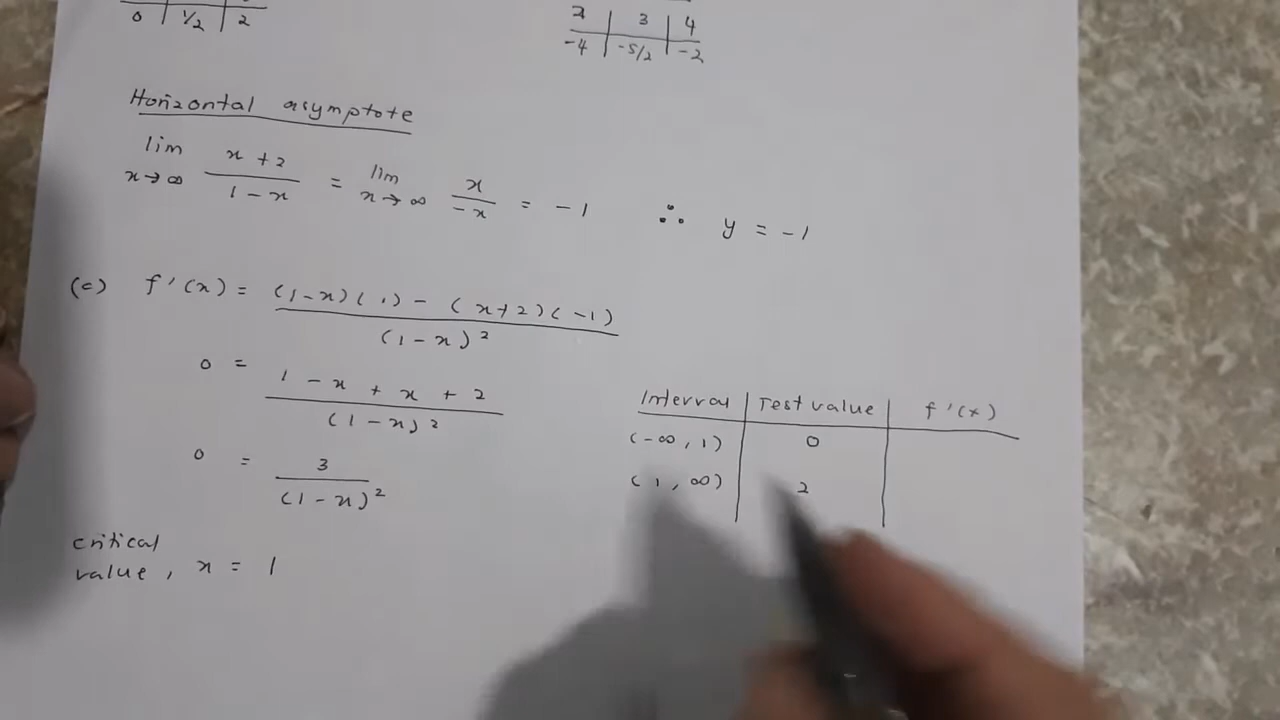 0 | 1/2 | 2
x | 3 | 4
-4 | -5/2 | -2
Horizontal asymptote
lim x→∞ (x + 2)/(1 - x) = lim x→∞ x/(-x) = -1 ∴ y = -1
(c) f'(x) = ((1-x)(1) - (x+2)(-1))/(1-x)²
0 = (1 - x + x + 2)/(1 - x)²
0 = 3/(1 - x)²
critical
value, x = 1
Interval | Test value | f'(x)
(-∞, 1) | 0 |
(1, ∞) | 2 |